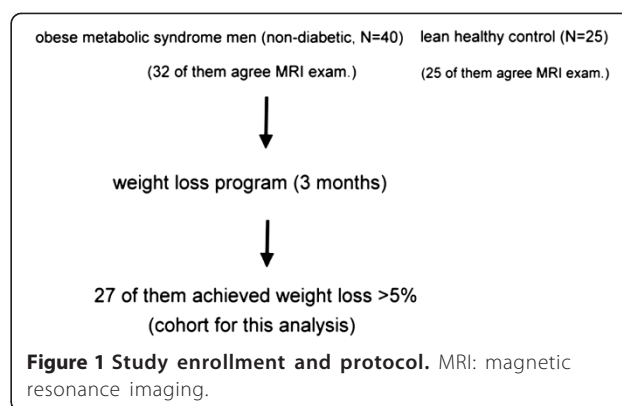 obese metabolic syndrome men (non-diabetic, N=40) lean healthy control (N=25)
(32 of them agree MRI exam.) (25 of them agree MRI exam.)
weight loss program (3 months)
27 of them achieved weight loss >5%
(cohort for this analysis)
Figure 1 Study enrollment and protocol. MRI: magnetic
resonance imaging.